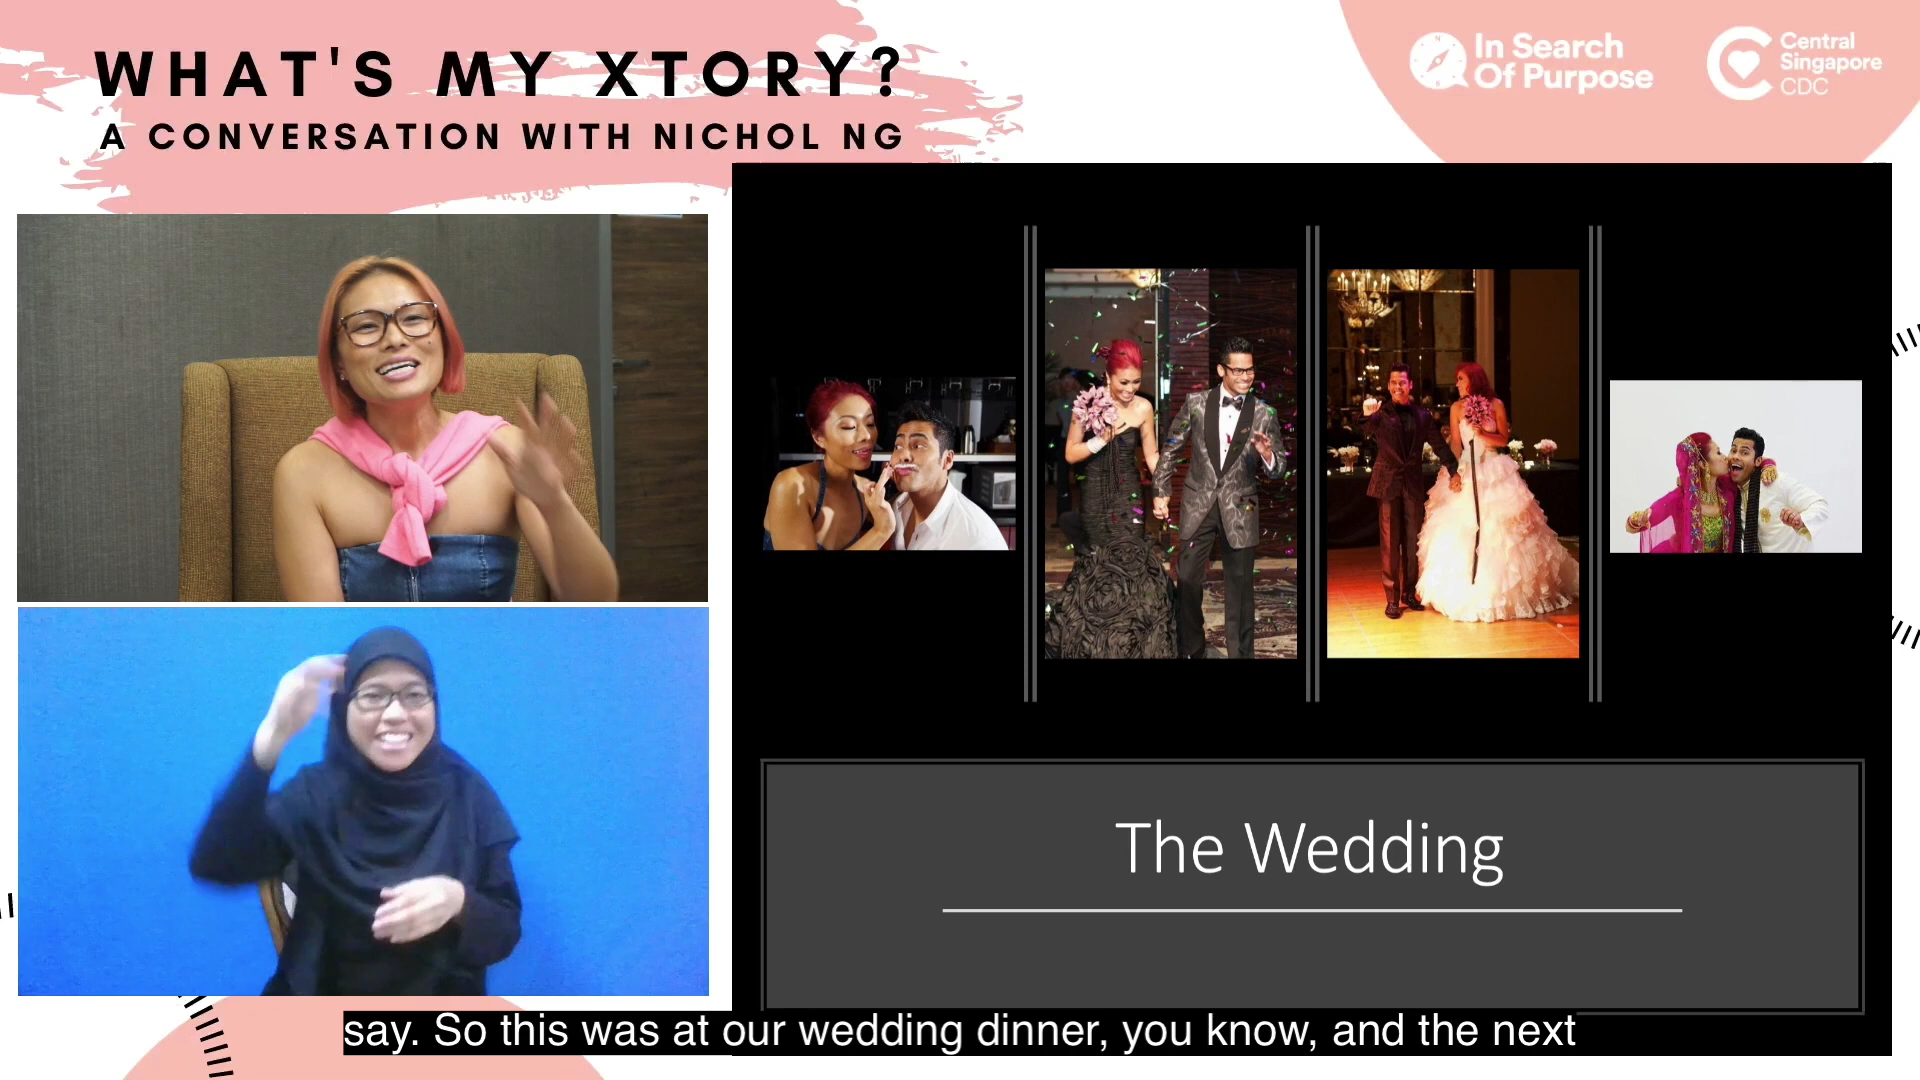 WHAT'S MY XTORY?
A CONVERSATION WITH NICHOL NG
In Search
Of Purpose
Central
Singapore
CDC
The Wedding
say. So this was at our wedding dinner, you know, and the next